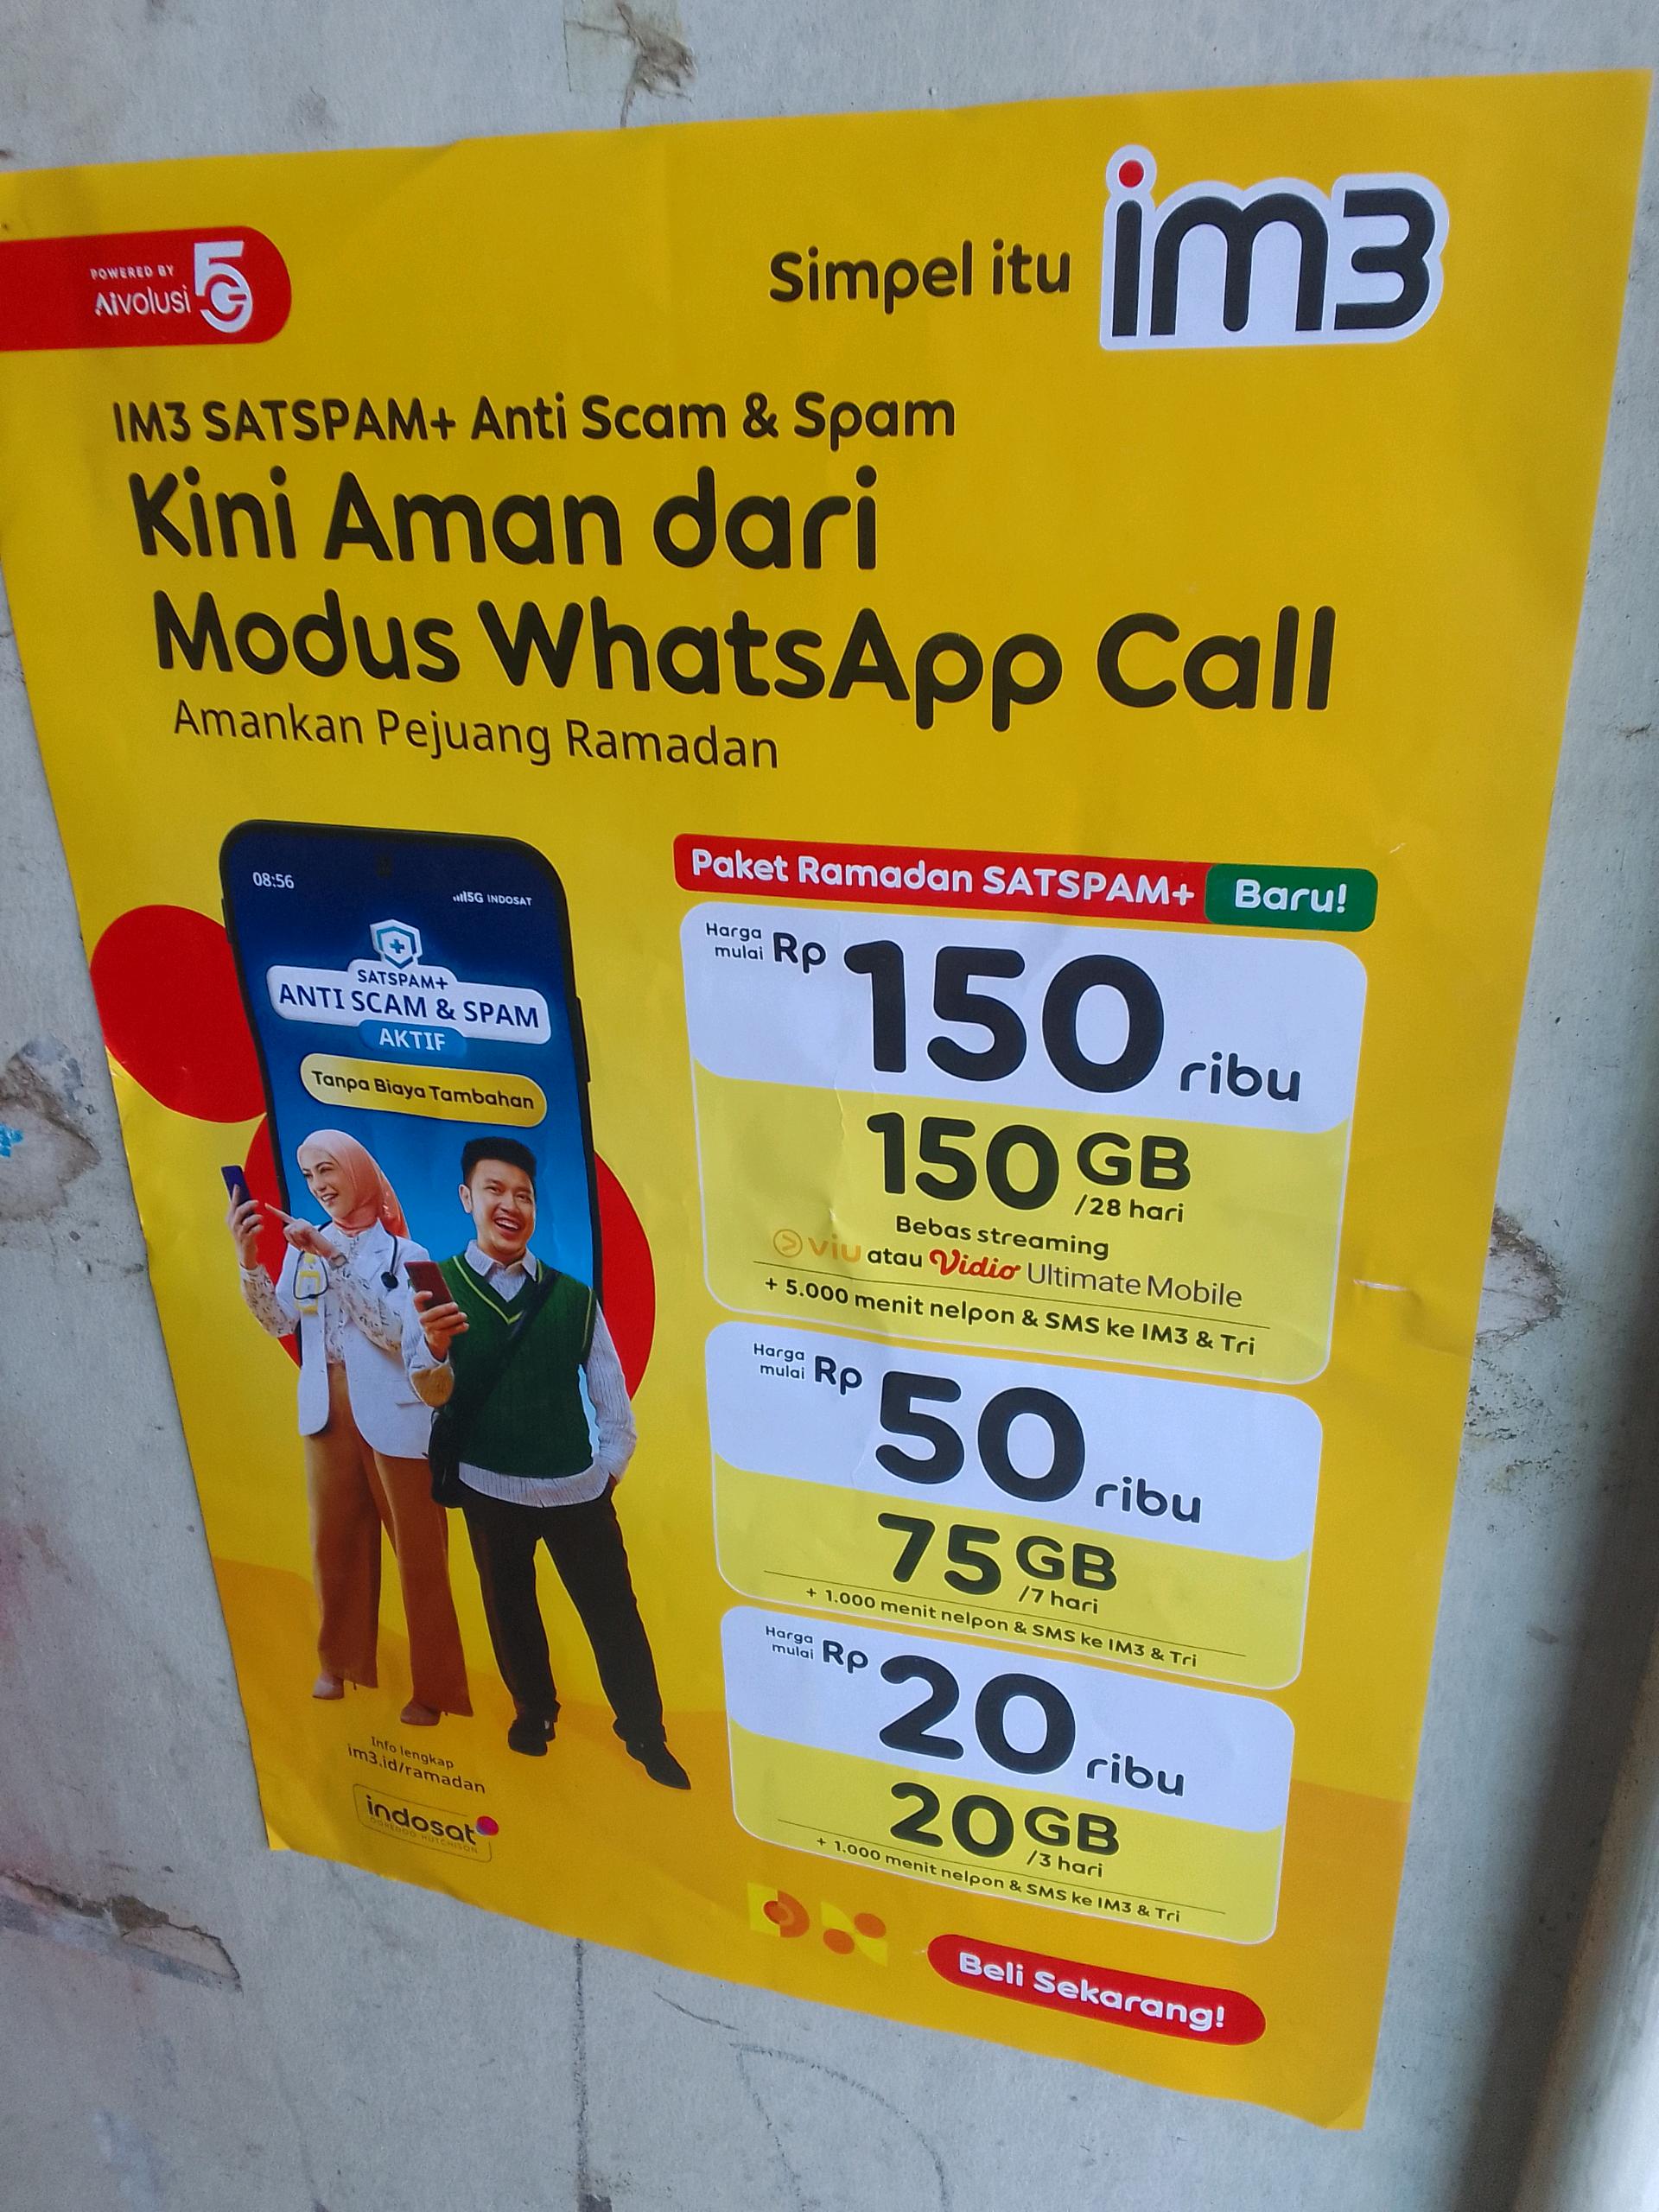 POWERED BY
AIvolusi 5G
Simpel itu im3
IM3 SATSPAM+ Anti Scam & Spam
Kini Aman dari
Modus WhatsApp Call
Amankan Pejuang Ramadan
08:56
5G INDOSAT
SATSPAM+
ANTI SCAM & SPAM
AKTIF
Tanpa Biaya Tambahan
Paket Ramadan SATSPAM+ Baru!
Harga
mulai Rp 150 ribu
150 GB
/28 hari
Bebas streaming
viu atau Vidio Ultimate Mobile
+ 5.000 menit nelpon & SMS ke IM3 & Tri
Harga
mulai Rp 50 ribu
75 GB
/7 hari
+ 1.000 menit nelpon & SMS ke IM3 & Tri
Harga
mulai Rp 20 ribu
20 GB
/3 hari
+ 1.000 menit nelpon & SMS ke IM3 & Tri
Info lengkap
im3.id/ramadan
indosat
OOREDOO HUTCHISON
Beli Sekarang!